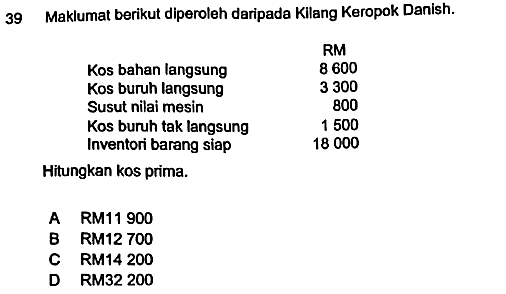 39 Maklumat berikut diperoleh daripada Kilang Keropok Danish.
RM
Kos bahan langsung 8 600
Kos buruh langsung 3 300
Susut nilai mesin 800
Kos buruh tak langsung 1 500
Inventori barang siap 18 000
Hitungkan kos prima.
A RM11 900
B RM12 700
C RM14 200
D RM32 200